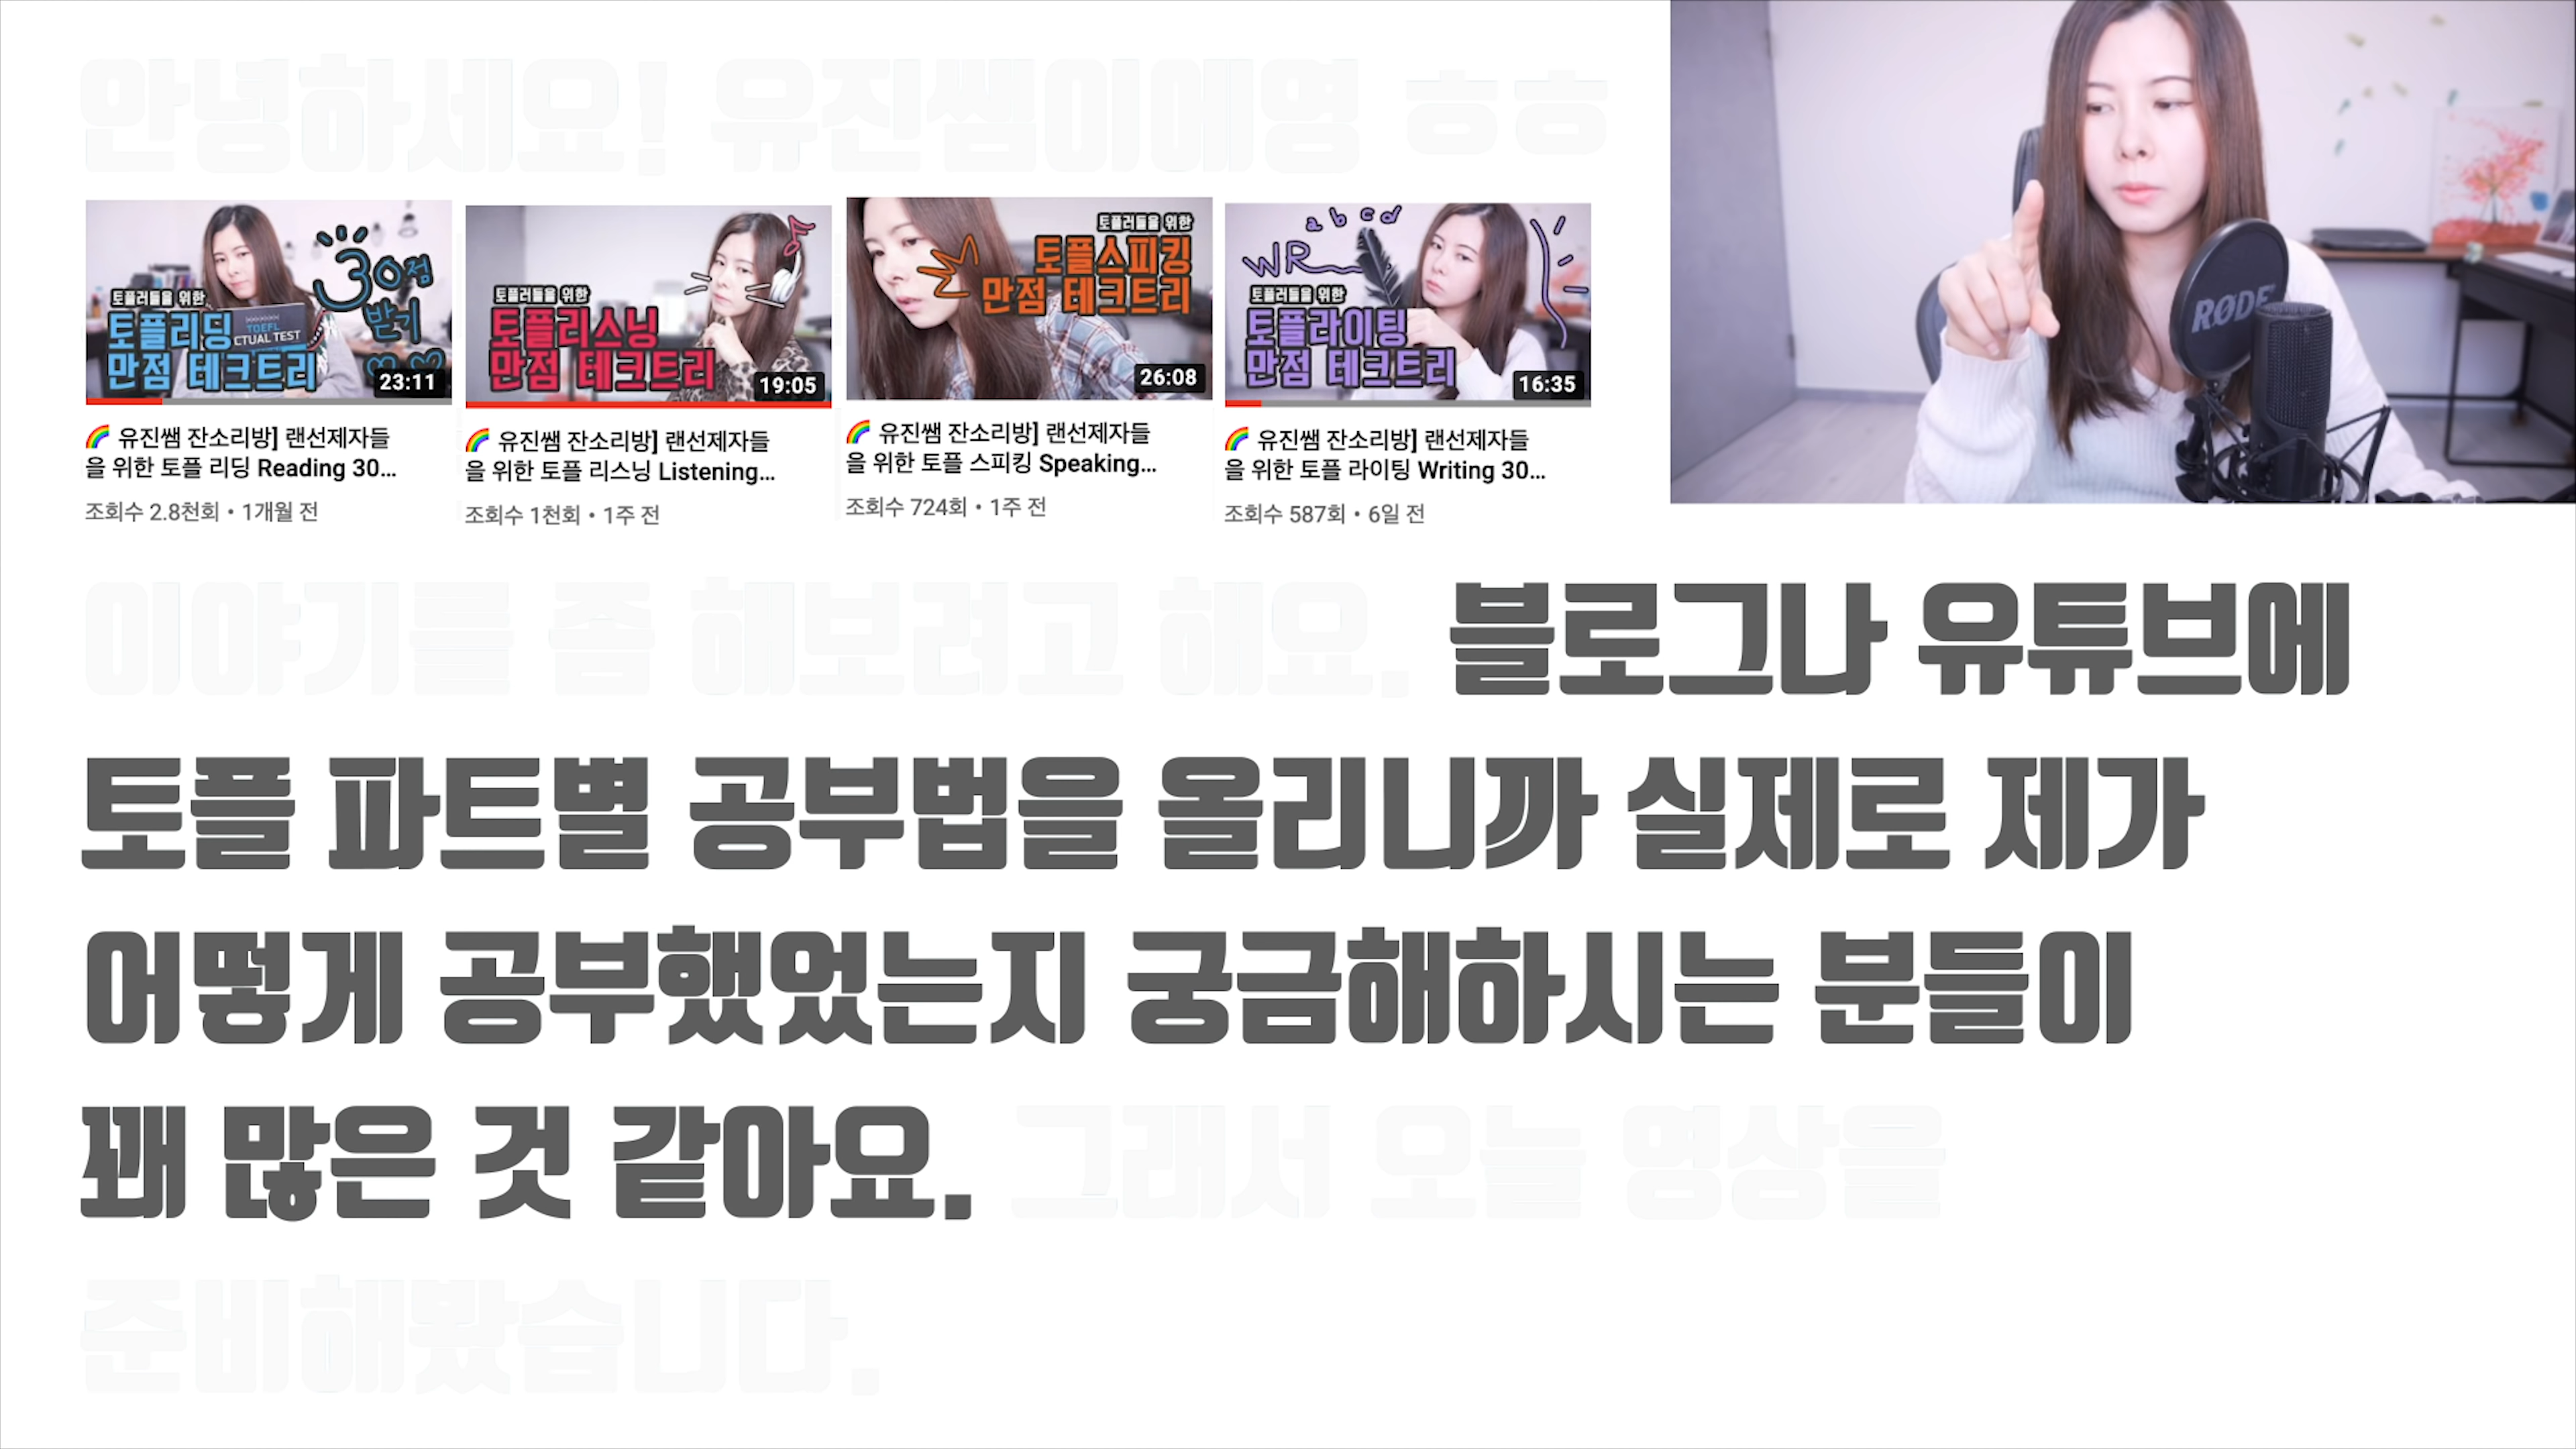 안녕하세요! 유진쌤이에영 ㅎㅎ
토플러들을 위한
토플리딩
만점 테크트리
30점
받기
TOEFL
CTUAL TEST
23:11
🌈 유진쌤 잔소리방] 랜선제자들
을 위한 토플 리딩 Reading 30...
조회수 2.8천회 • 1개월 전
토플러들을 위한
토플리스닝
만점 테크트리
19:05
🌈 유진쌤 잔소리방] 랜선제자들
을 위한 토플 리스닝 Listening...
조회수 1천회 • 1주 전
토플러들을 위한
토플스피킹
만점 테크트리
26:08
🌈 유진쌤 잔소리방] 랜선제자들
을 위한 토플 스피킹 Speaking...
조회수 724회 • 1주 전
a b c d
WR
토플러들을 위한
토플라이팅
만점 테크트리
16:35
🌈 유진쌤 잔소리방] 랜선제자들
을 위한 토플 라이팅 Writing 30...
조회수 587회 • 6일 전
RØDE
이야기를 좀 해보려고 해요. 블로그나 유튜브에
토플 파트별 공부법을 올리니까 실제로 제가
어떻게 공부했었는지 궁금해하시는 분들이
꽤 많은 것 같아요. 그래서 오늘 영상을
준비해봤습니다.